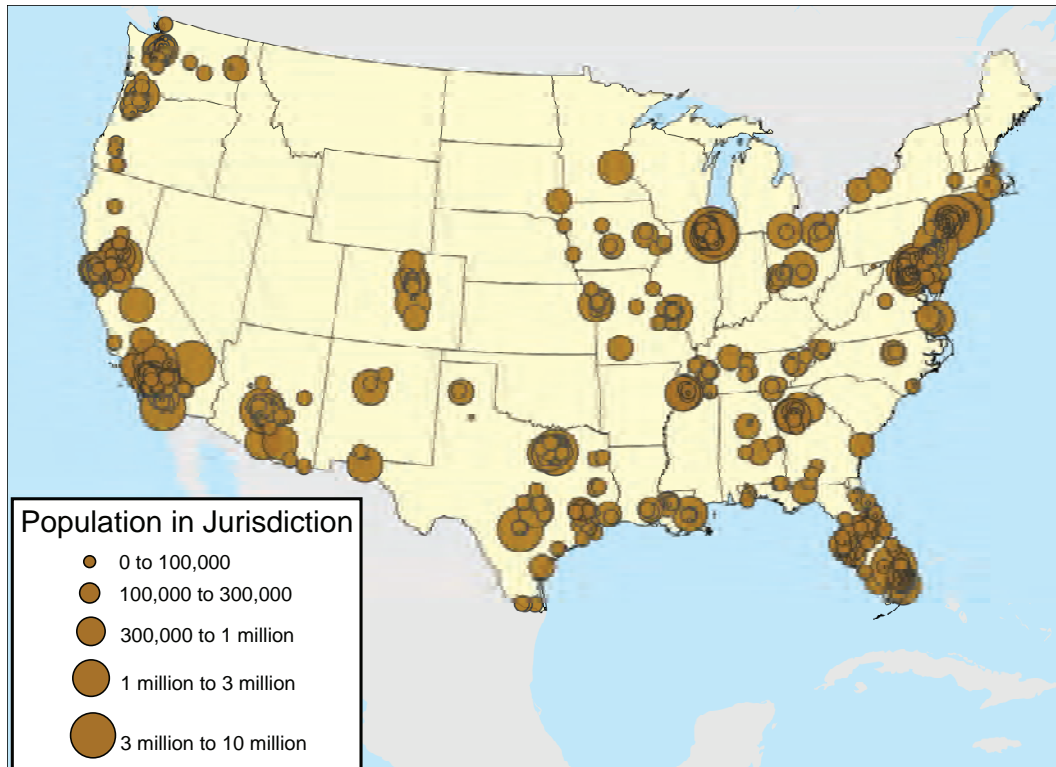 Population in Jurisdiction
0 to 100,000
100,000 to 300,000
300,000 to 1 million
1 million to 3 million
3 million to 10 million